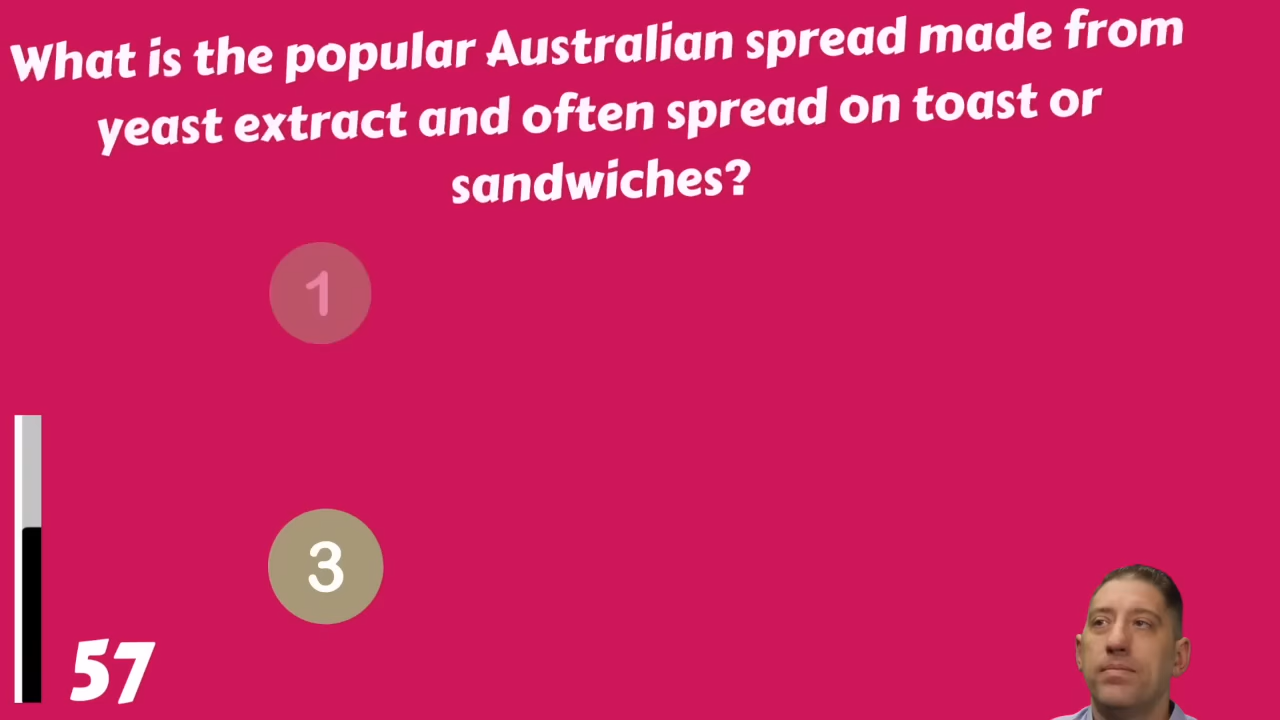 What is the popular Australian spread made from
yeast extract and often spread on toast or
sandwiches?
1
3
57